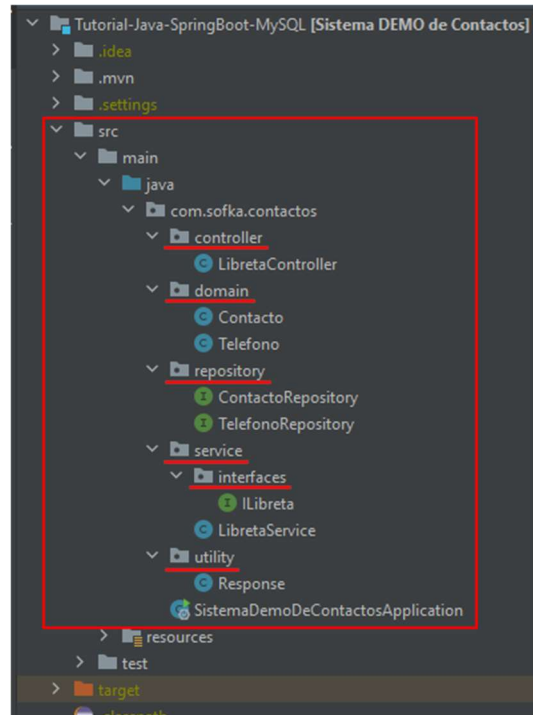 Tutorial-Java-SpringBoot-MySQL [Sistema DEMO de Contactos]
.idea
.mvn
.settings
src
main
java
com.sofka.contactos
controller
LibretaController
domain
Contacto
Telefono
repository
ContactoRepository
TelefonoRepository
service
interfaces
ILibreta
LibretaService
utility
Response
SistemaDemoDeContactosApplication
resources
test
target